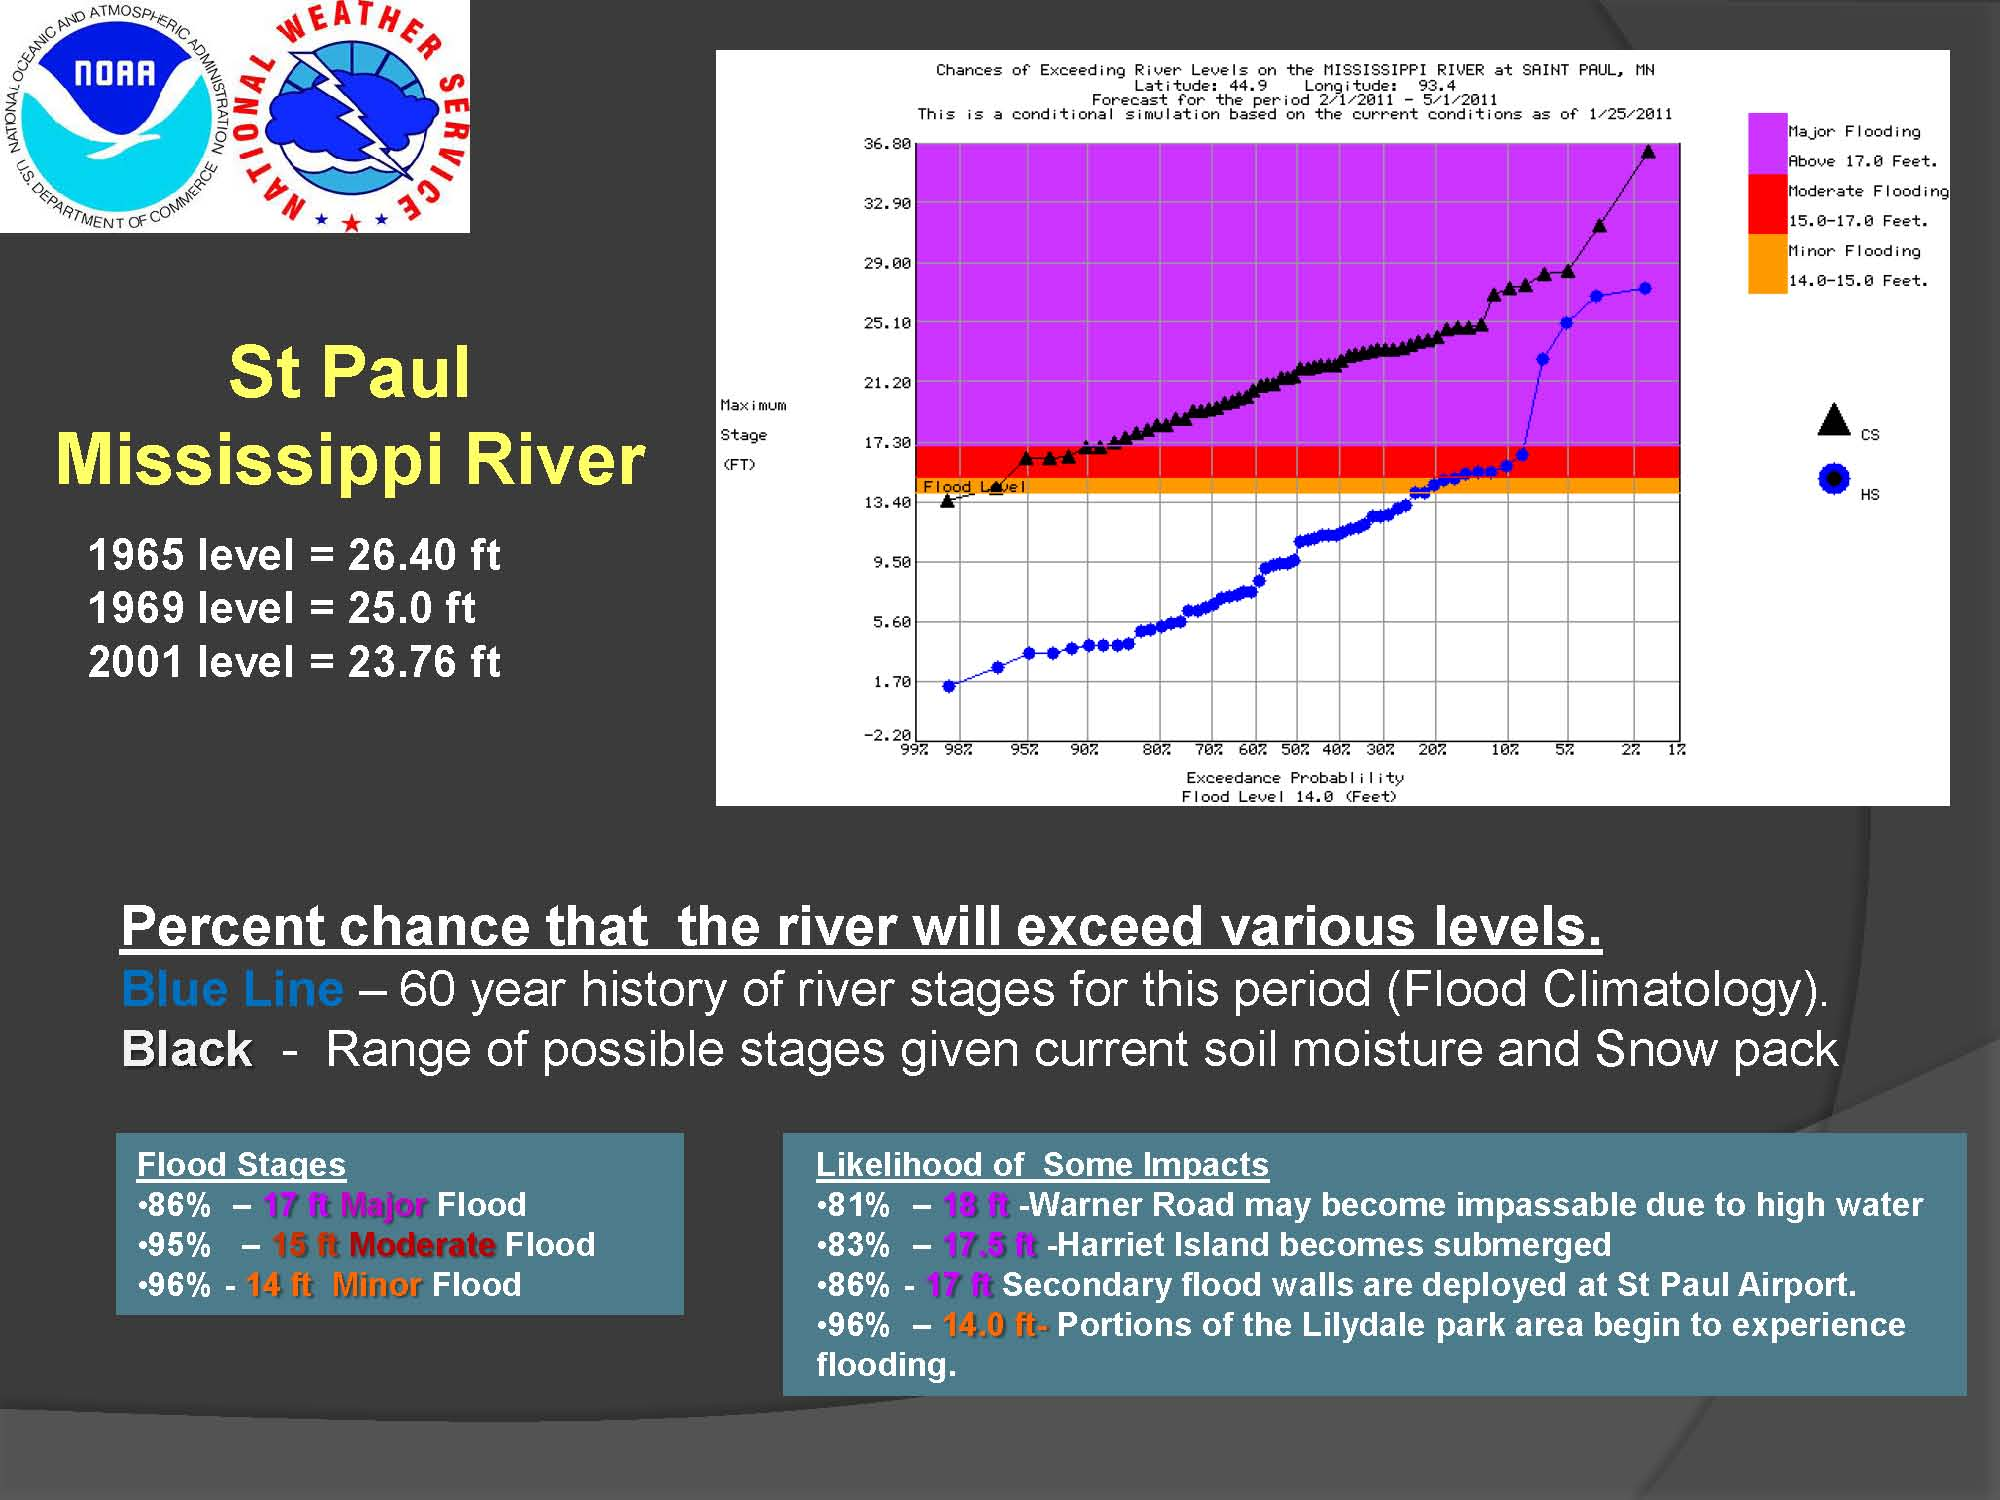 NATIONAL OCEANIC AND ATMOSPHERIC ADMINISTRATION
U.S. DEPARTMENT OF COMMERCE
NOAA
NATIONAL WEATHER SERVICE
St Paul
Mississippi River
1965 level = 26.40 ft
1969 level = 25.0 ft
2001 level = 23.76 ft
Chances of Exceeding River Levels on the MISSISSIPPI RIVER at SAINT PAUL, MN
Latitude: 44.9 Longitude: 93.4
Forecast for the period 2/1/2011 - 5/1/2011
This is a conditional simulation based on the current conditions as of 1/25/2011
36.80
32.90
29.00
25.10
21.20
17.30
13.40
9.50
5.60
1.70
-2.20
Maximum
Stage
(FT)
Flood Level
99% 98% 95% 90% 80% 70% 60% 50% 40% 30% 20% 10% 5% 2% 1%
Exceedance Probablility
Flood Level 14.0 (Feet)
Major Flooding
Above 17.0 Feet.
Moderate Flooding
15.0-17.0 Feet.
Minor Flooding
14.0-15.0 Feet.
CS
HS
Percent chance that the river will exceed various levels.
Blue Line – 60 year history of river stages for this period (Flood Climatology).
Black - Range of possible stages given current soil moisture and Snow pack
Flood Stages
•86% – 17 ft Major Flood
•95% – 15 ft Moderate Flood
•96% - 14 ft Minor Flood
Likelihood of Some Impacts
•81% – 18 ft -Warner Road may become impassable due to high water
•83% – 17.5 ft -Harriet Island becomes submerged
•86% - 17 ft Secondary flood walls are deployed at St Paul Airport.
•96% – 14.0 ft- Portions of the Lilydale park area begin to experience
flooding.